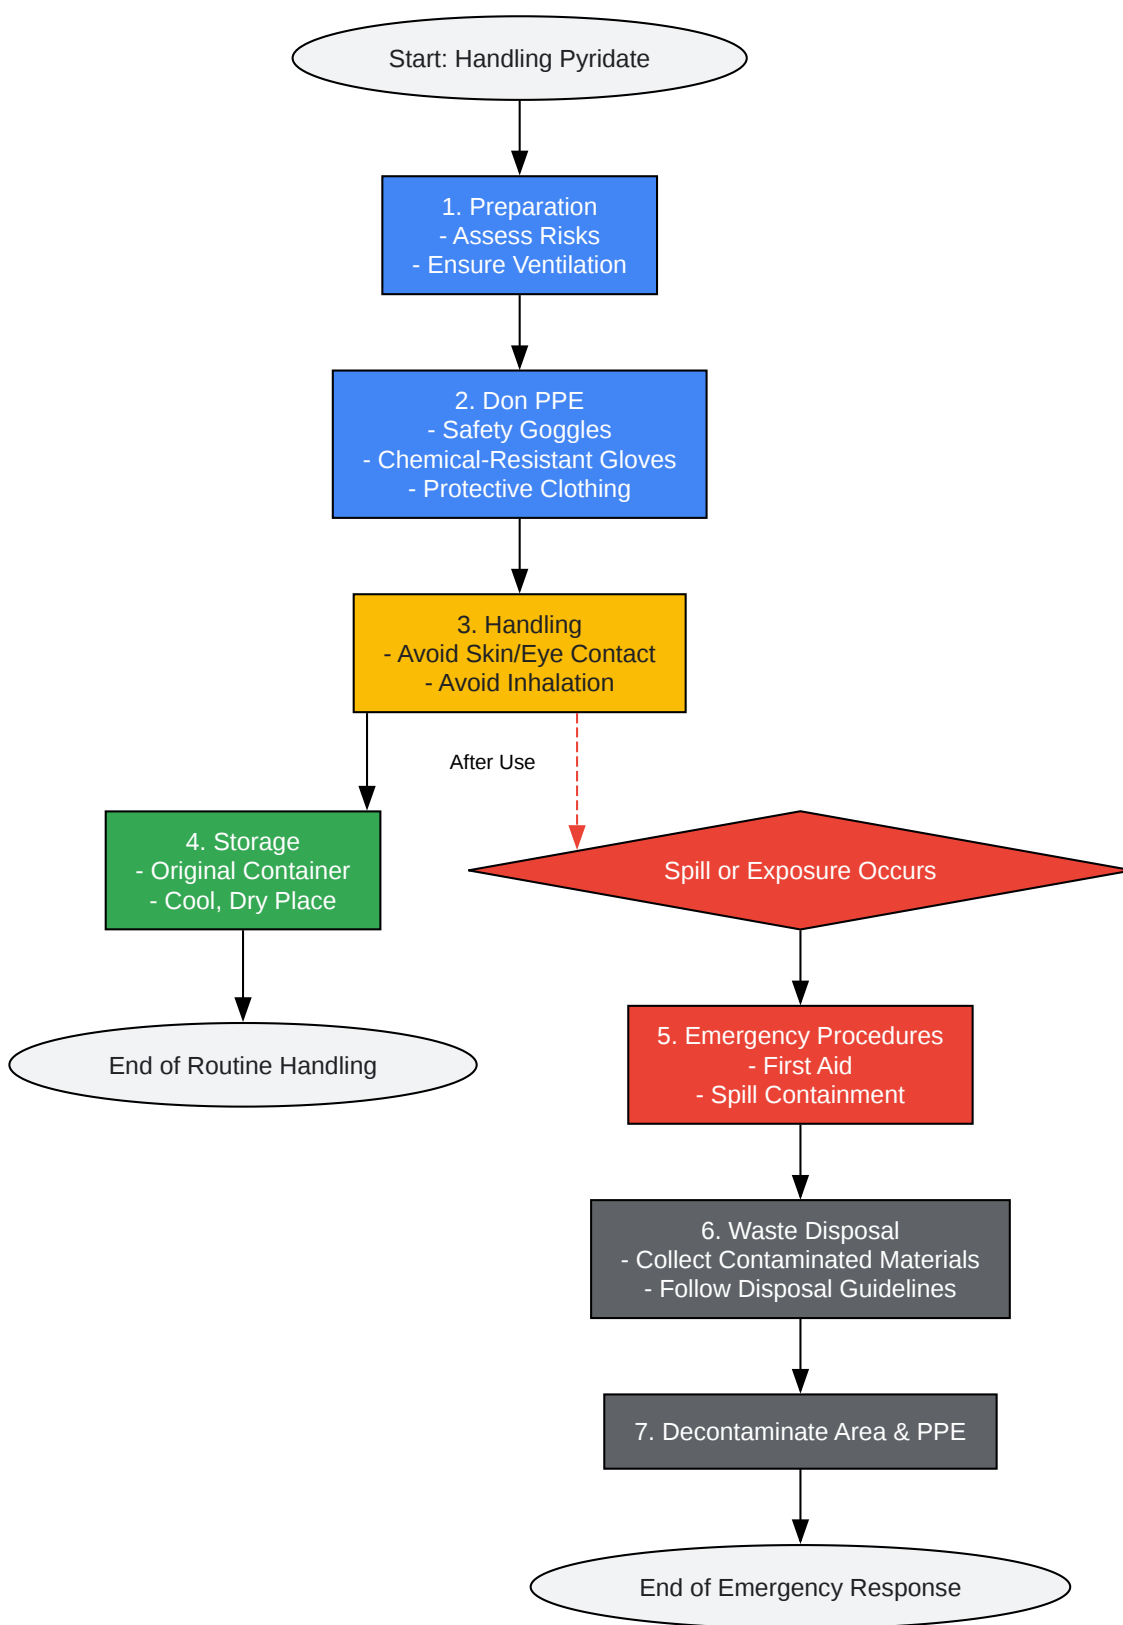 Start: Handling Pyridate
1. Preparation
- Assess Risks
- Ensure Ventilation
2. Don PPE
- Safety Goggles
- Chemical-Resistant Gloves
- Protective Clothing
3. Handling
- Avoid Skin/Eye Contact
- Avoid Inhalation
After Use
4. Storage
- Original Container
- Cool, Dry Place
Spill or Exposure Occurs
End of Routine Handling
5. Emergency Procedures
- First Aid
- Spill Containment
6. Waste Disposal
- Collect Contaminated Materials
- Follow Disposal Guidelines
7. Decontaminate Area & PPE
End of Emergency Response